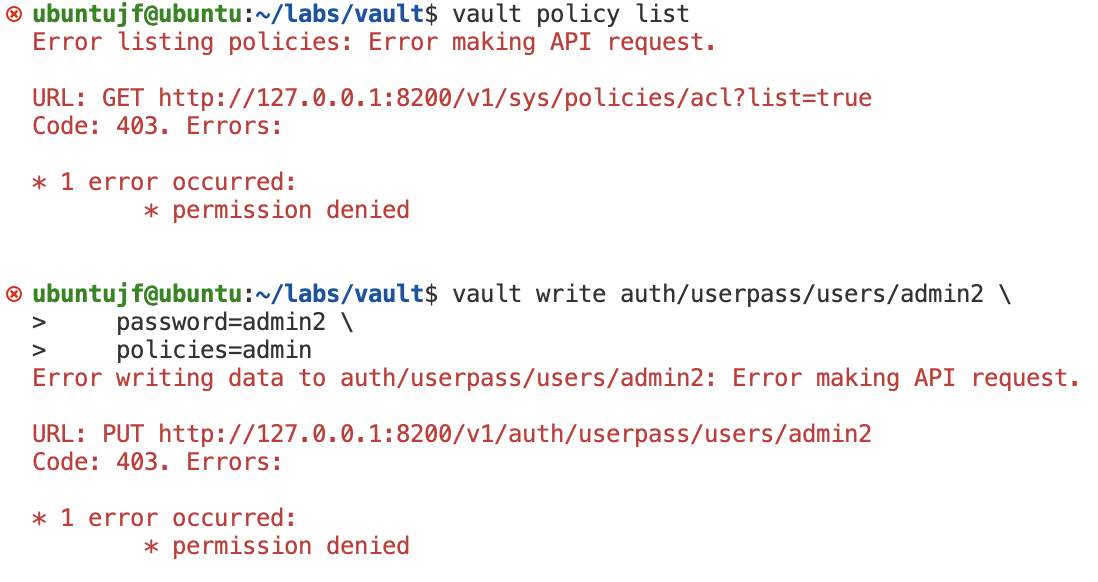 ubuntujf@ubuntu:~/labs/vault$ vault policy list
Error listing policies: Error making API request.
URL: GET http://127.0.0.1:8200/v1/sys/policies/acl?list=true
Code: 403. Errors:
* 1 error occurred:
* permission denied
ubuntujf@ubuntu:~/labs/vault$ vault write auth/userpass/users/admin2 \
> password=admin2 \
> policies=admin
Error writing data to auth/userpass/users/admin2: Error making API request.
URL: PUT http://127.0.0.1:8200/v1/auth/userpass/users/admin2
Code: 403. Errors:
* 1 error occurred:
* permission denied